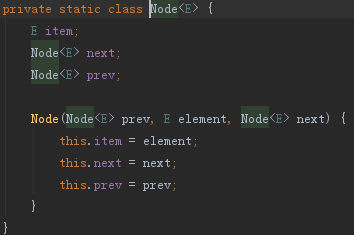 private static class Node<E> {
    E item;
    Node<E> next;
    Node<E> prev;

    Node(Node<E> prev, E element, Node<E> next) {
        this.item = element;
        this.next = next;
        this.prev = prev;
    }
}